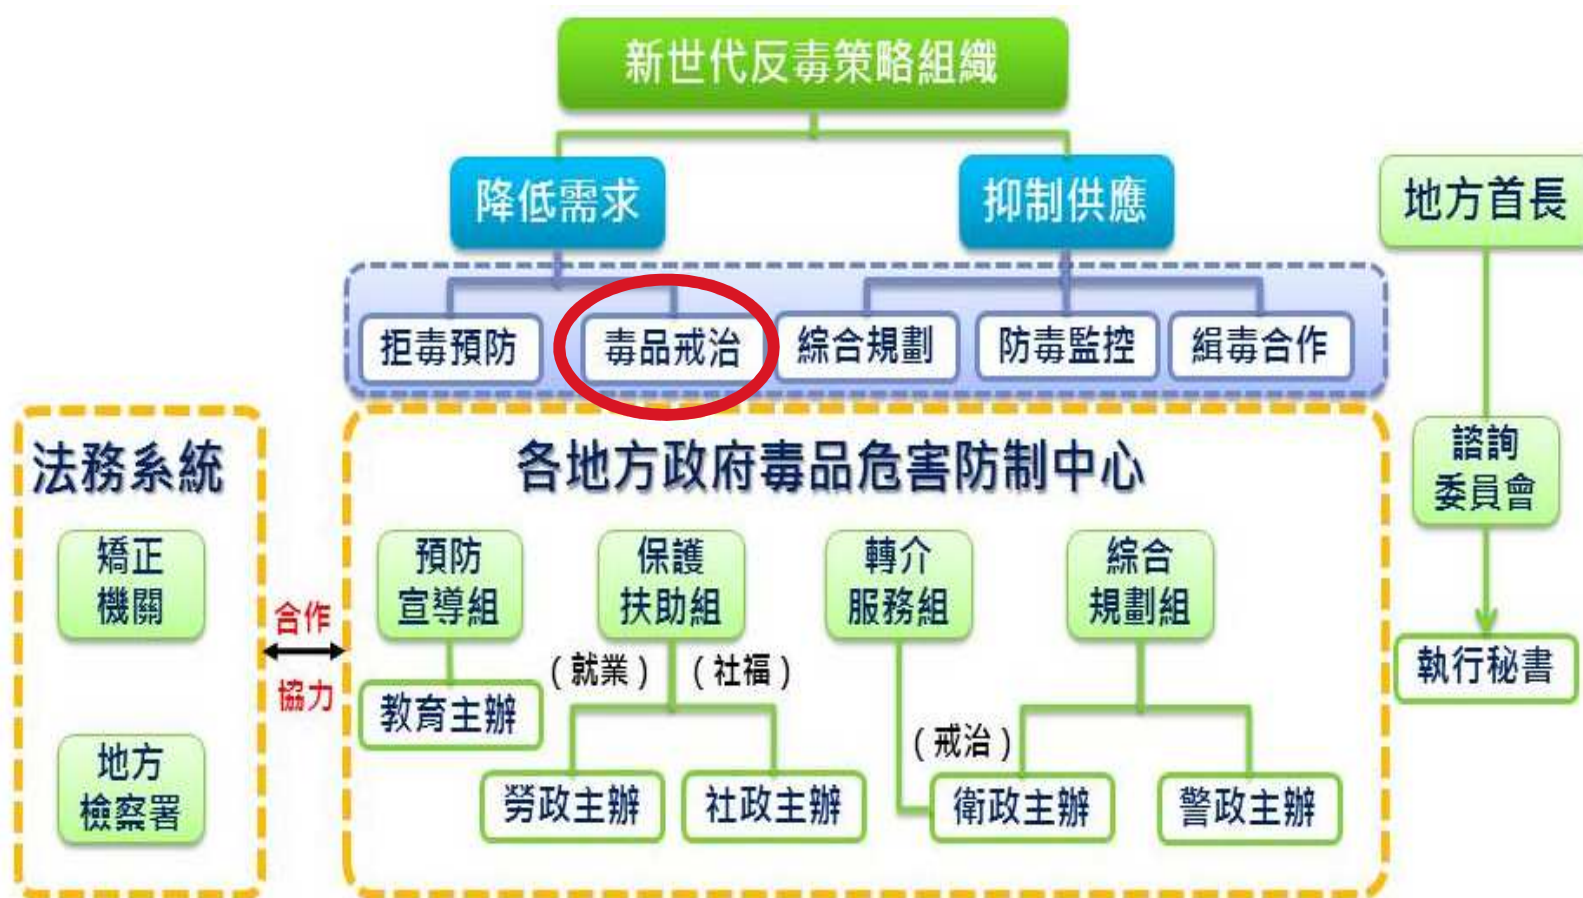 新世代反毒策略組織
降低需求
抑制供應
地方首長
拒毒預防
毒品戒治
綜合規劃
防毒監控
緝毒合作
法務系統
各地方政府毒品危害防制中心
諮詢
委員會
矯正
機關
預防
宣導組
保護
扶助組
轉介
服務組
綜合
規劃組
合作
協力
執行秘書
(就業)
(社福)
教育主辦
(戒治)
地方
檢察署
勞政主辦
社政主辦
衛政主辦
警政主辦